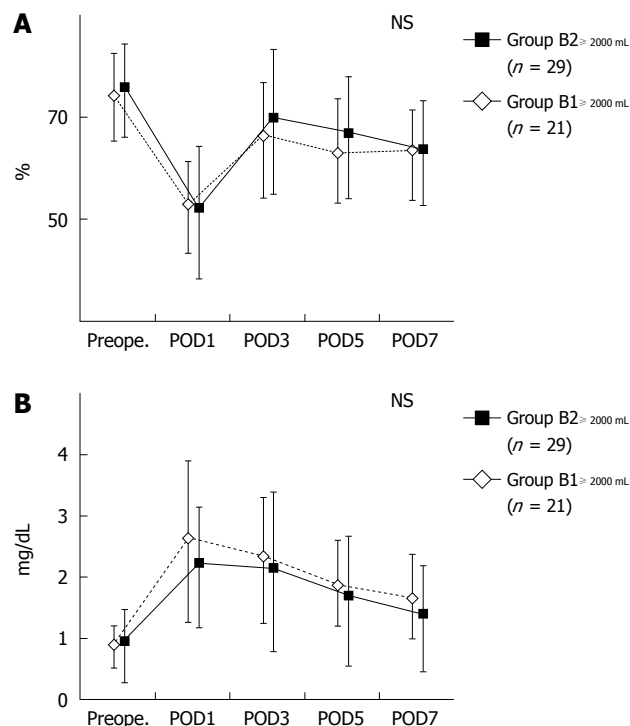 A
NS
Group B2≥ 2000 mL
(n = 29)
Group B1≥ 2000 mL
(n = 21)
70
%
50
Preope. POD1 POD3 POD5 POD7
B
NS
Group B2≥ 2000 mL
(n = 29)
Group B1≥ 2000 mL
(n = 21)
4
3
mg/dL
2
1
0
Preope. POD1 POD3 POD5 POD7